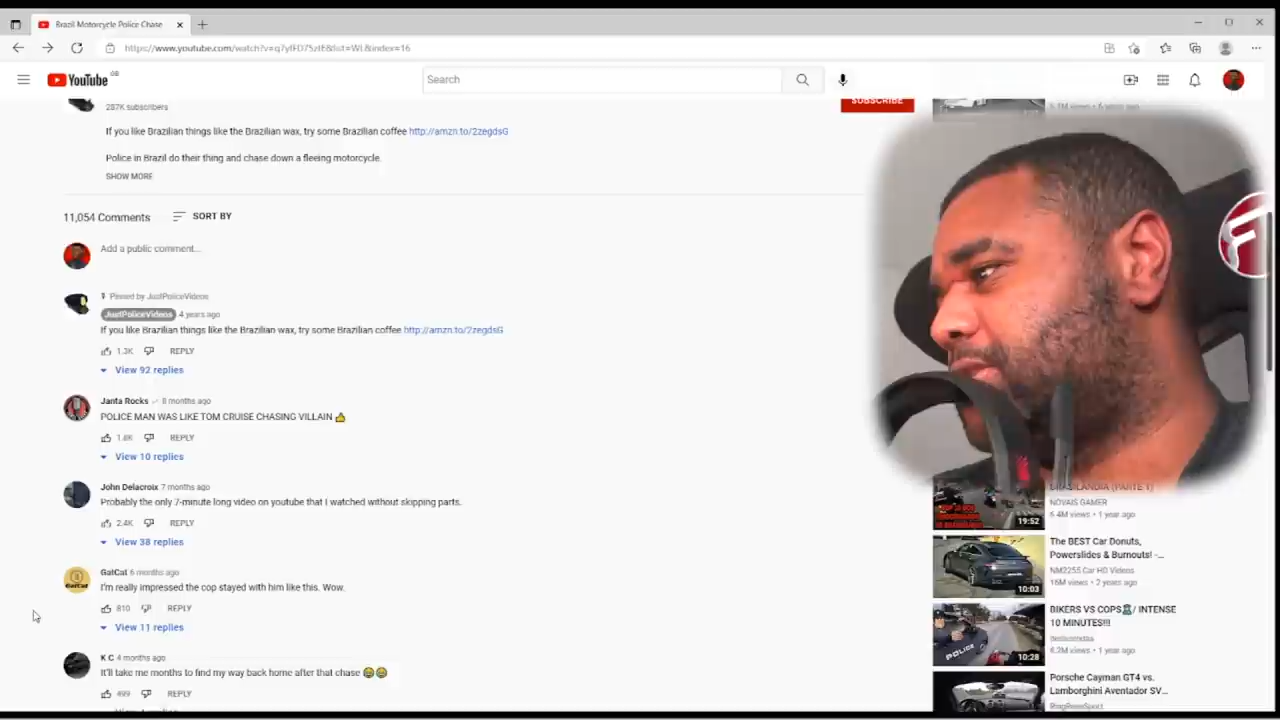 Brazil Motorcycle Police Chase
YouTube GB
Search
287K subscribers
SUBSCRIBE
If you like Brazilian things like the Brazilian wax, try some Brazilian coffee http://amzn.to/2zegdsG
Police in Brazil do their thing and chase down a fleeing motorcycle.
SHOW MORE
11,054 Comments
SORT BY
Add a public comment...
Pinned by JustPoliceVideos
JustPoliceVideos 4 years ago
If you like Brazilian things like the Brazilian wax, try some Brazilian coffee http://amzn.to/2zegdsG
1.3K REPLY
View 92 replies
Janta Rocks 8 months ago
POLICE MAN WAS LIKE TOM CRUISE CHASING VILLAIN 👍
1.8K REPLY
View 10 replies
John Delacroix 7 months ago
Probably the only 7-minute long video on youtube that I watched without skipping parts.
2.4K REPLY
View 38 replies
GatCat 6 months ago
I'm really impressed the cop stayed with him like this. Wow.
810 REPLY
View 11 replies
K C 4 months ago
It'll take me months to find my way back home after that chase 😂😂
499 REPLY
NOVAIS GAMER
6.4M views • 1 year ago
19:52
The BEST Car Donuts,
Powerslides & Burnouts! -...
NM2255 Car HD Videos
16M views • 2 years ago
10:03
BIKERS VS COPS / INTENSE
10 MINUTES!!!
6.2M views • 1 year ago
POLICE
10:28
Porsche Cayman GT4 vs.
Lamborghini Aventador SV...